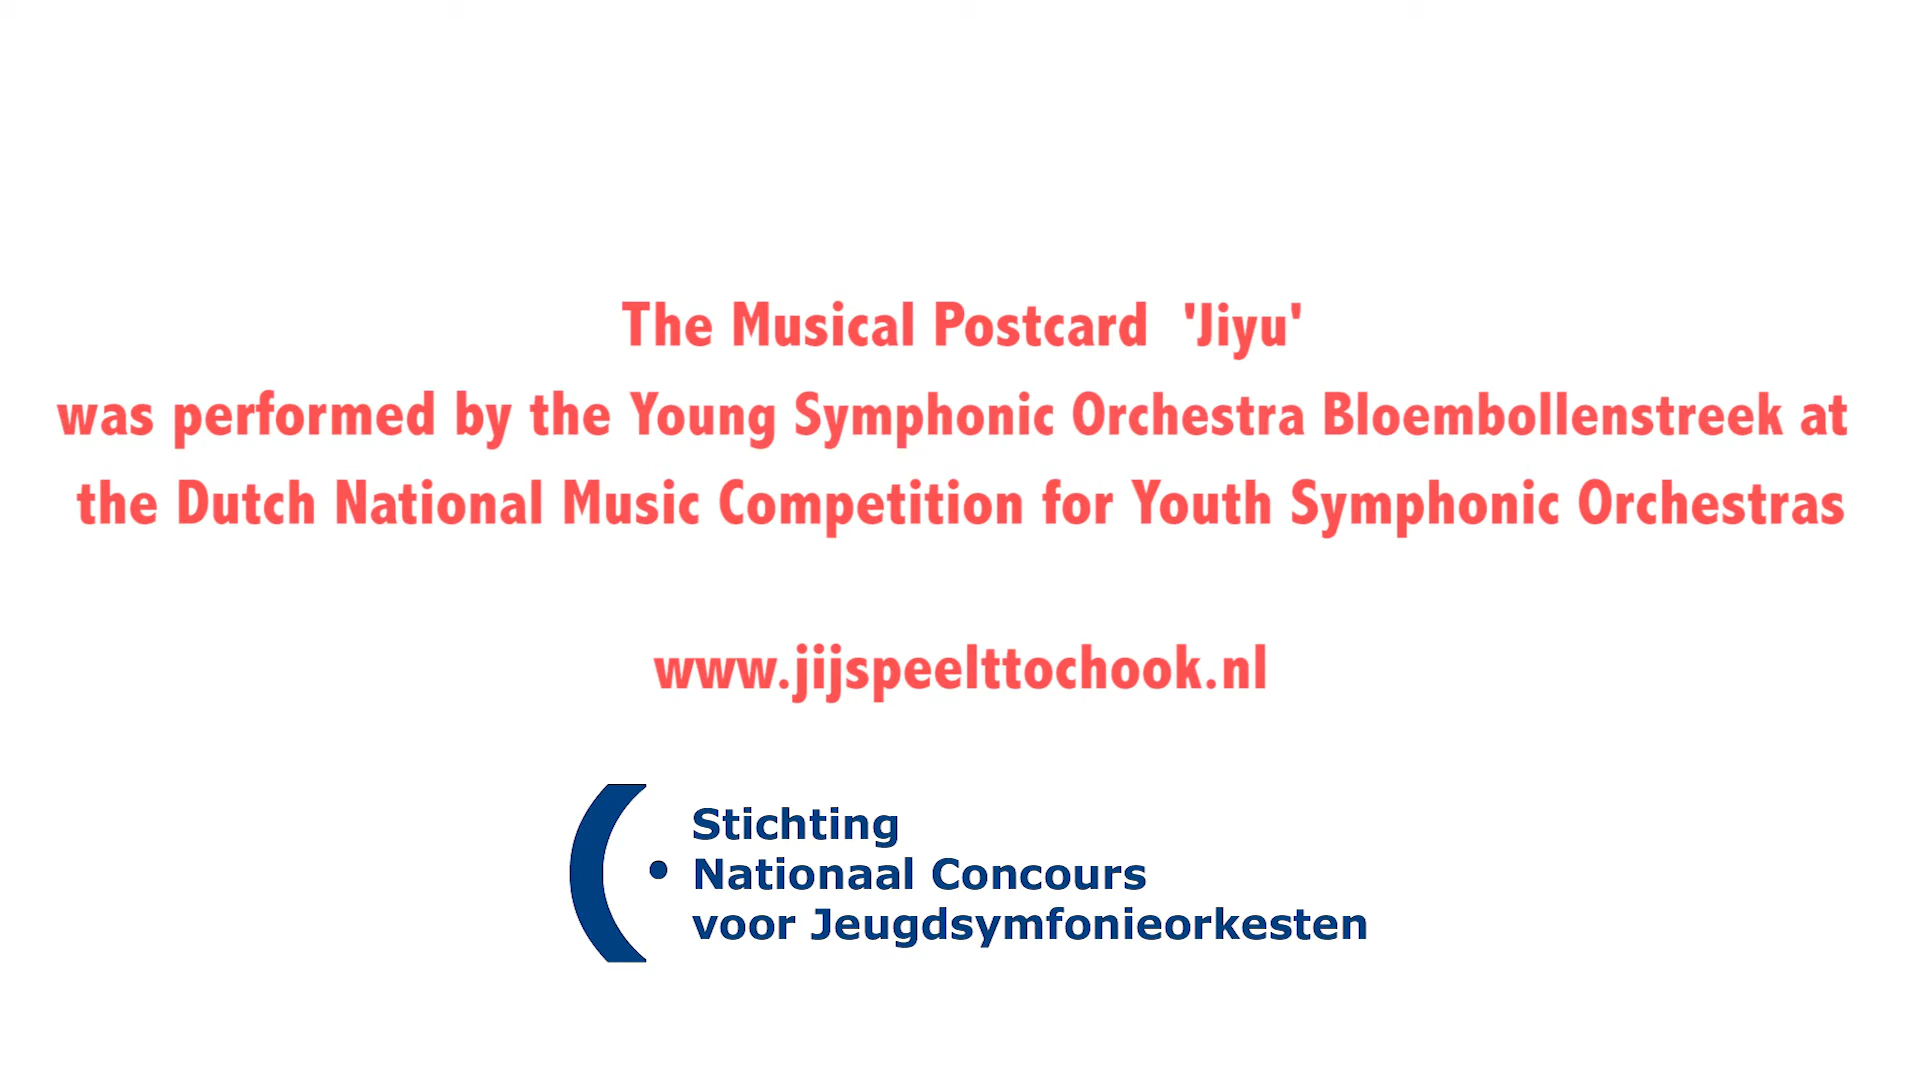 The Musical Postcard 'Jiyu'
was performed by the Young Symphonic Orchestra Bloembollenstreek at
the Dutch National Music Competition for Youth Symphonic Orchestras
www.jijspeelttochook.nl
Stichting
Nationaal Concours
voor Jeugdsymfonieorkesten